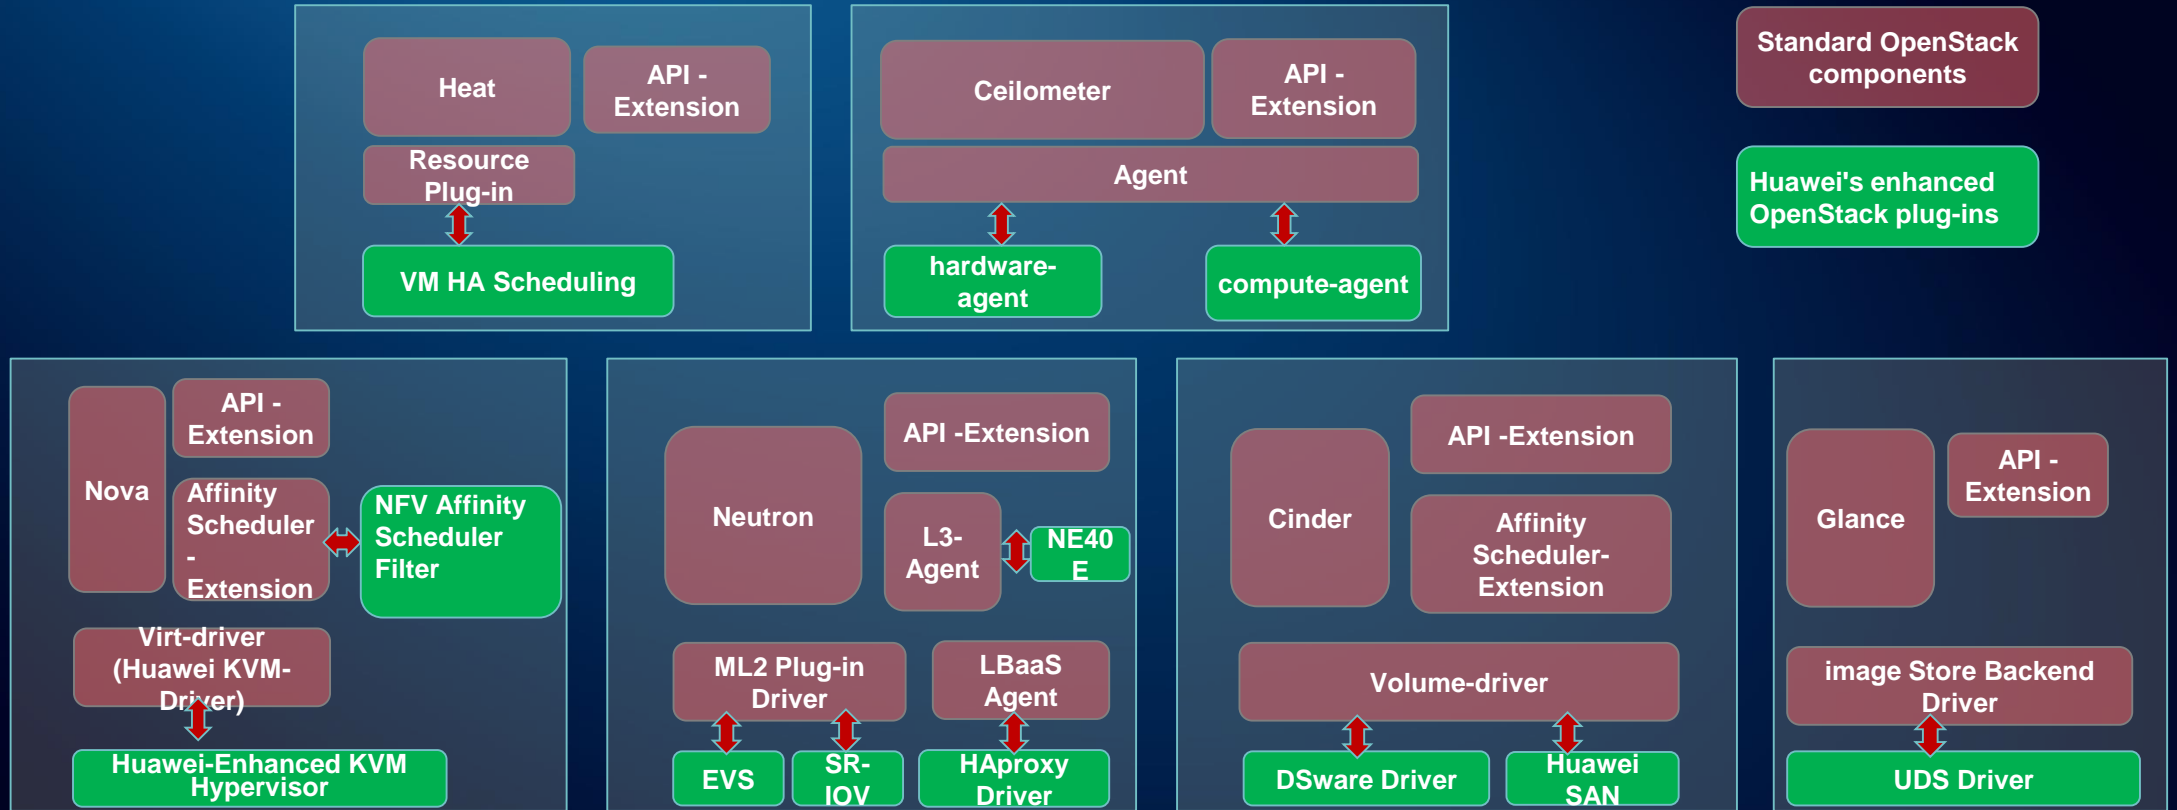 Heat
API -
Extension
Resource
Plug-in
VM HA Scheduling
Ceilometer
API -
Extension
Agent
hardware-
agent
compute-agent
Standard OpenStack
components
Huawei's enhanced
OpenStack plug-ins
Nova
API -
Extension
Affinity
Scheduler
-
Extension
NFV Affinity
Scheduler
Filter
Virt-driver
(Huawei KVM-
Driver)
Huawei-Enhanced KVM
Hypervisor
Neutron
API -Extension
L3-
Agent
NE40
E
ML2 Plug-in
Driver
LBaaS
Agent
EVS
SR-
IOV
HAproxy
Driver
Cinder
API -Extension
Affinity
Scheduler-
Extension
Volume-driver
DSware Driver
Huawei
SAN
Glance
API -
Extension
image Store Backend
Driver
UDS Driver